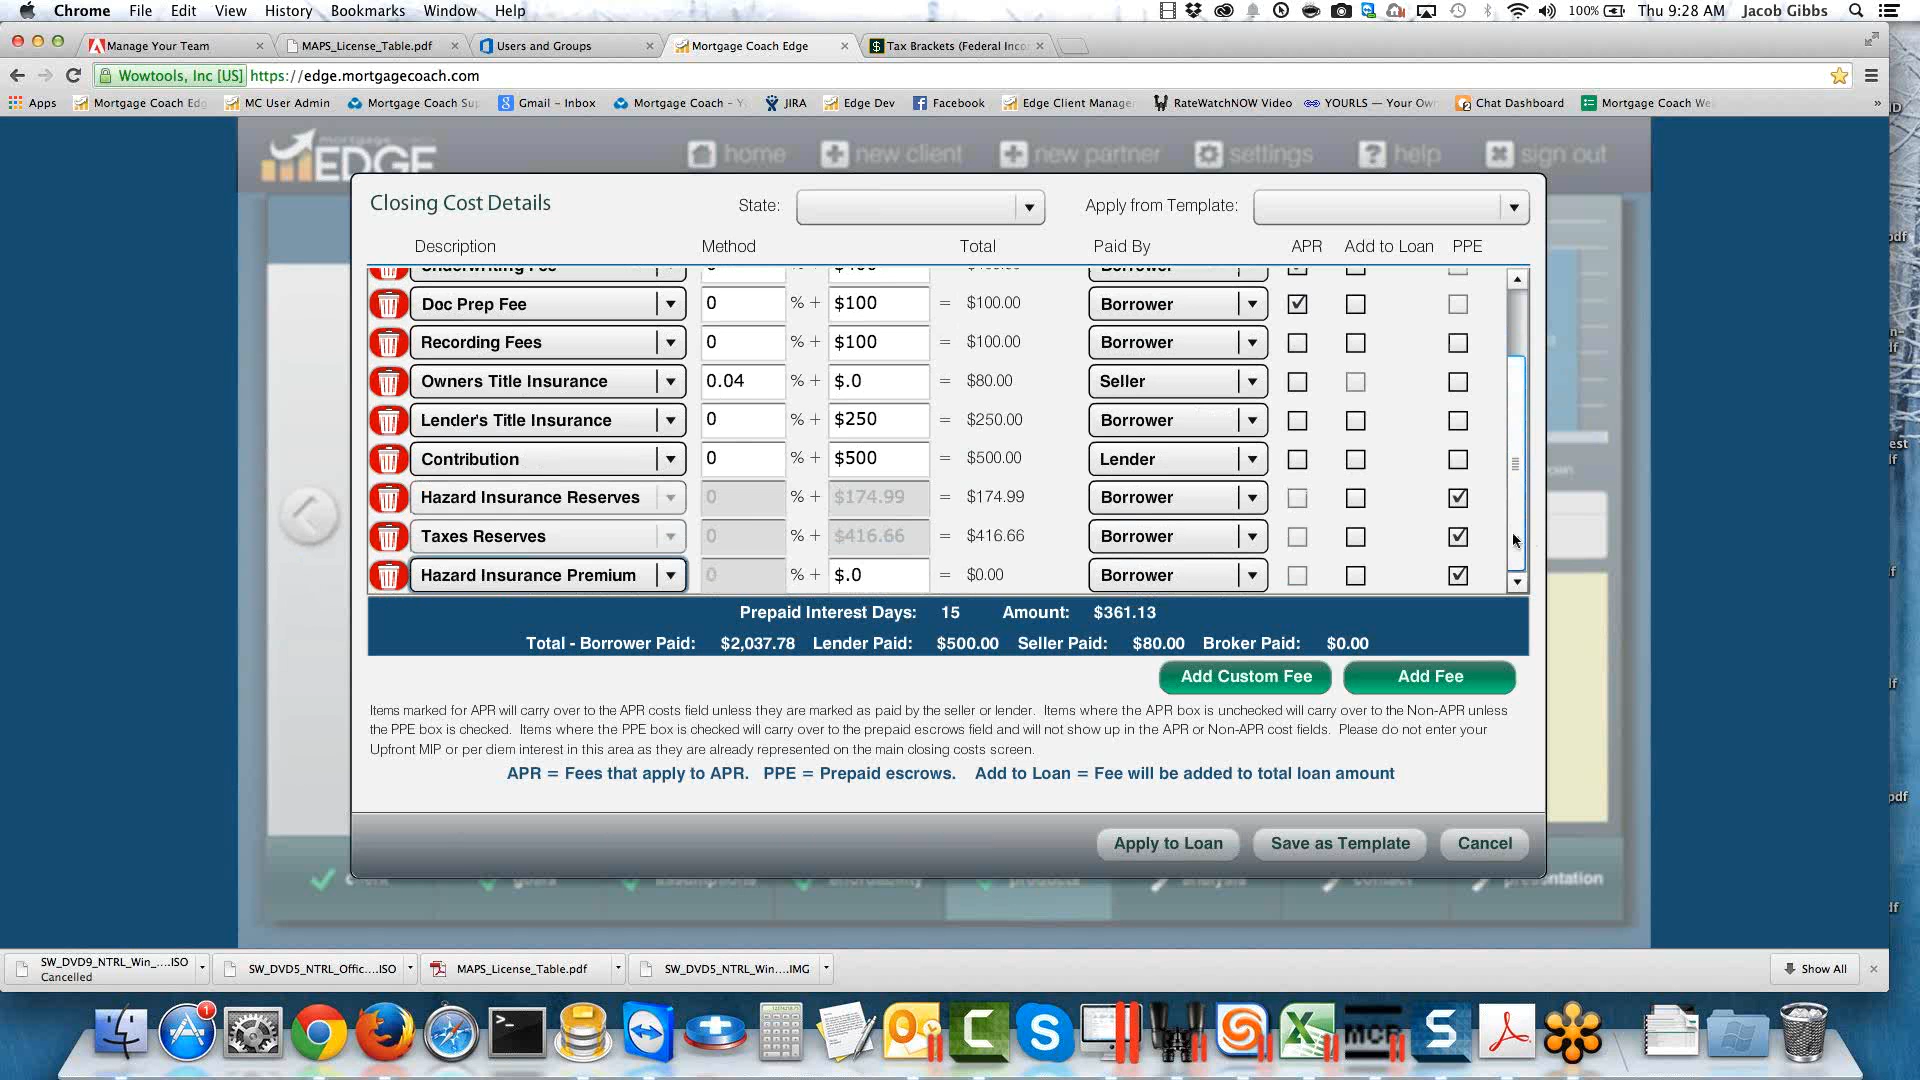 Chrome File Edit View History Bookmarks Window Help 100% Thu 9:28 AM Jacob Gibbs
Manage Your Team MAPS_License_Table.pdf Users and Groups Mortgage Coach Edge Tax Brackets (Federal Inco
Wowtools, Inc [US] https://edge.mortgagecoach.com
Apps Mortgage Coach Edg MC User Admin Mortgage Coach Su Gmail - Inbox Mortgage Coach - Y JIRA Edge Dev Facebook Edge Client Manage RateWatchNOW Video YOURLS — Your Ow Chat Dashboard Mortgage Coach We »
EDGE home new client new partner settings help sign out
Closing Cost Details State: Apply from Template:
Description Method Total Paid By APR Add to Loan PPE
Underwriting Fee Borrower
Doc Prep Fee 0 % + $100 = $100.00 Borrower
Recording Fees 0 % + $100 = $100.00 Borrower
Owners Title Insurance 0.04 % + $.0 = $80.00 Seller
Lender's Title Insurance 0 % + $250 = $250.00 Borrower
Contribution 0 % + $500 = $500.00 Lender
Hazard Insurance Reserves 0 % + $174.99 = $174.99 Borrower
Taxes Reserves 0 % + $416.66 = $416.66 Borrower
Hazard Insurance Premium 0 % + $.0 = $0.00 Borrower
Prepaid Interest Days: 15 Amount: $361.13
Total - Borrower Paid: $2,037.78 Lender Paid: $500.00 Seller Paid: $80.00 Broker Paid: $0.00
Add Custom Fee Add Fee
Items marked for APR will carry over to the APR costs field unless they are marked as paid by the seller or lender. Items where the APR box is unchecked will carry over to the Non-APR unless
the PPE box is checked. Items where the PPE box is checked will carry over to the prepaid escrows field and will not show up in the APR or Non-APR cost fields. Please do not enter your
Upfront MIP or per diem interest in this area as they are already represented on the main closing costs screen.
APR = Fees that apply to APR. PPE = Prepaid escrows. Add to Loan = Fee will be added to total loan amount
Apply to Loan Save as Template Cancel
presentation
SW_DVD9_NTRL_Win_....ISO SW_DVD5_NTRL_Offic....ISO MAPS_License_Table.pdf SW_DVD5_NTRL_Win....IMG Show All
Cancelled